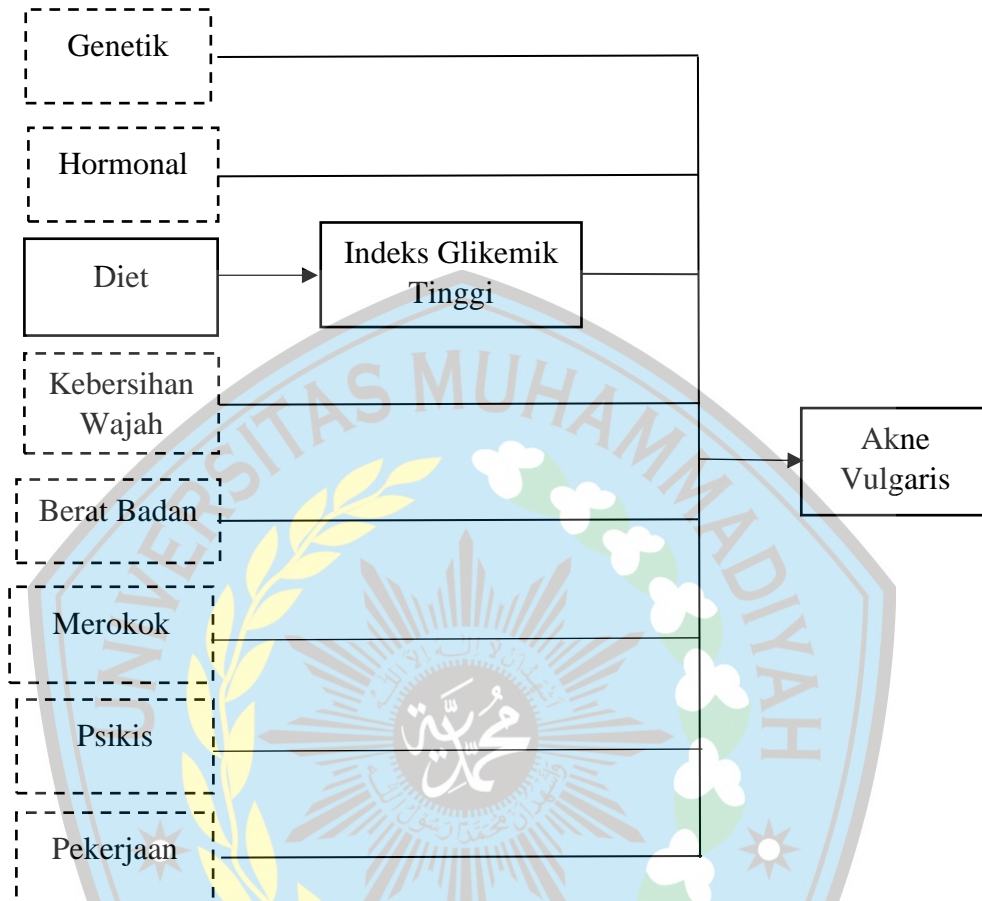 Genetik
Hormonal
Diet
Indeks Glikemik
Tinggi
Kebersihan
Wajah
Akne
Vulgaris
Berat Badan
Merokok
Psikis
Pekerjaan
UNIVERSITAS MUHAMMADIYAH